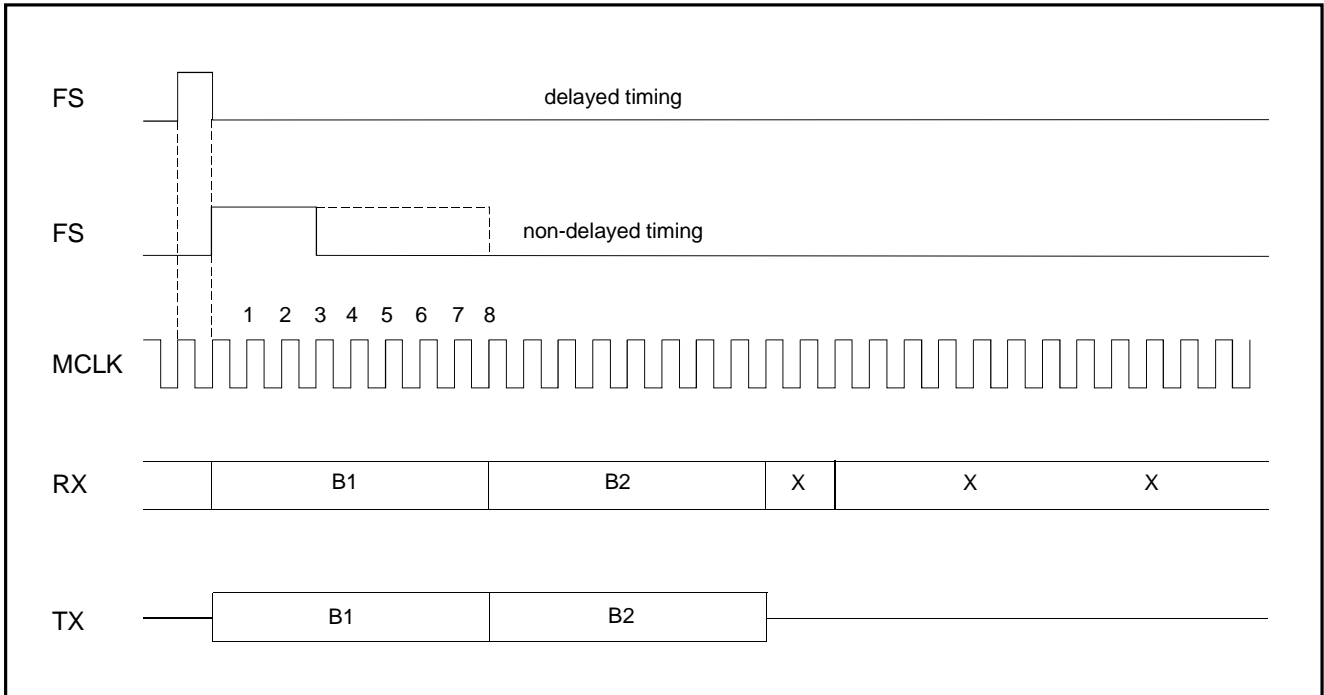 FS delayed timing
FS non-delayed timing
1 2 3 4 5 6 7 8
MCLK
RX B1 B2 X X X
TX B1 B2